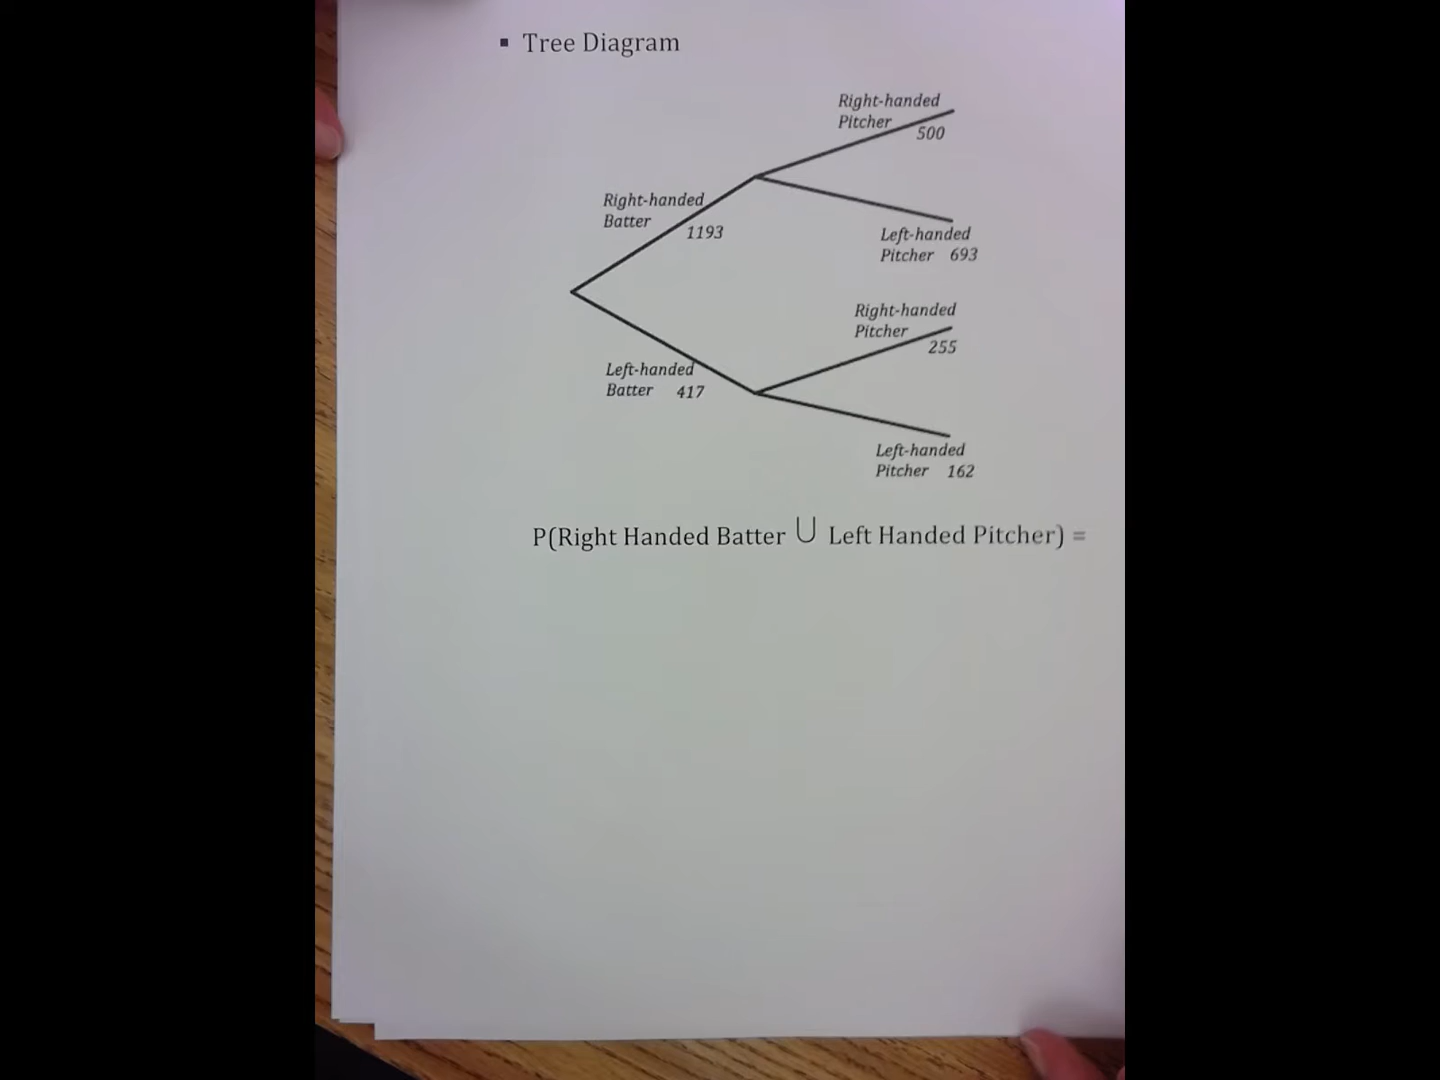 ▪ Tree Diagram
Right-handed
Pitcher
500
Right-handed
Batter
1193
Left-handed
Pitcher 693
Right-handed
Pitcher
255
Left-handed
Batter 417
Left-handed
Pitcher 162
P(Right Handed Batter ∪ Left Handed Pitcher) =